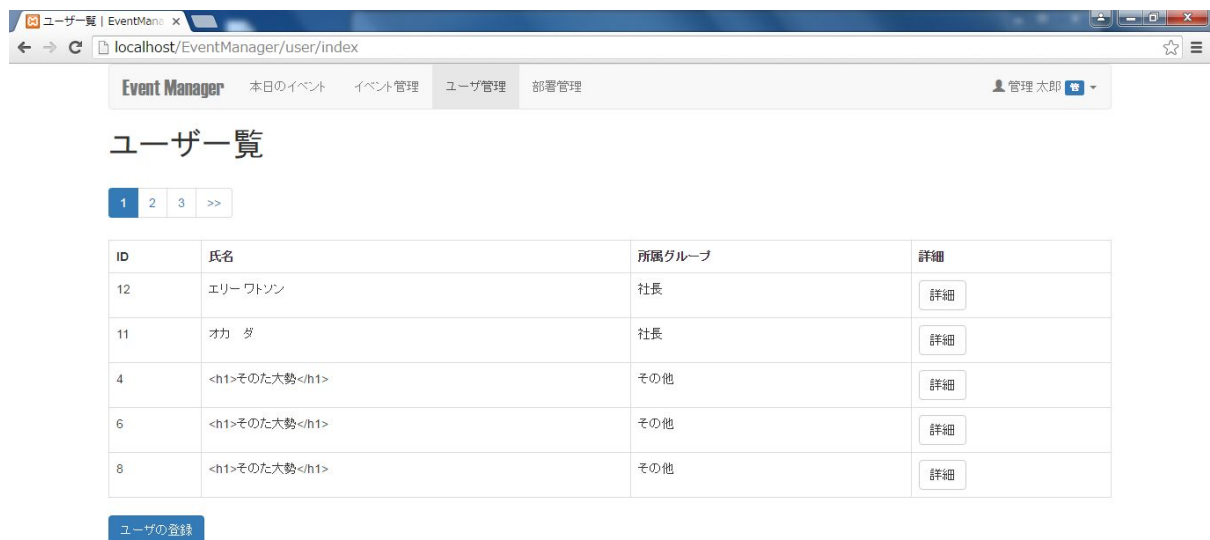 ユーザー覧 | EventMana
localhost/EventManager/user/index
Event Manager 本日のイベント イベント管理 ユーザ管理 部署管理 管理 太郎 管
ユーザ一覧
1 2 3 >>
ID 氏名 所属グループ 詳細
12 エリー ワトソン 社長 詳細
11 オカ　ダ 社長 詳細
4 <h1>そのた大勢</h1> その他 詳細
6 <h1>そのた大勢</h1> その他 詳細
8 <h1>そのた大勢</h1> その他 詳細
ユーザの登録